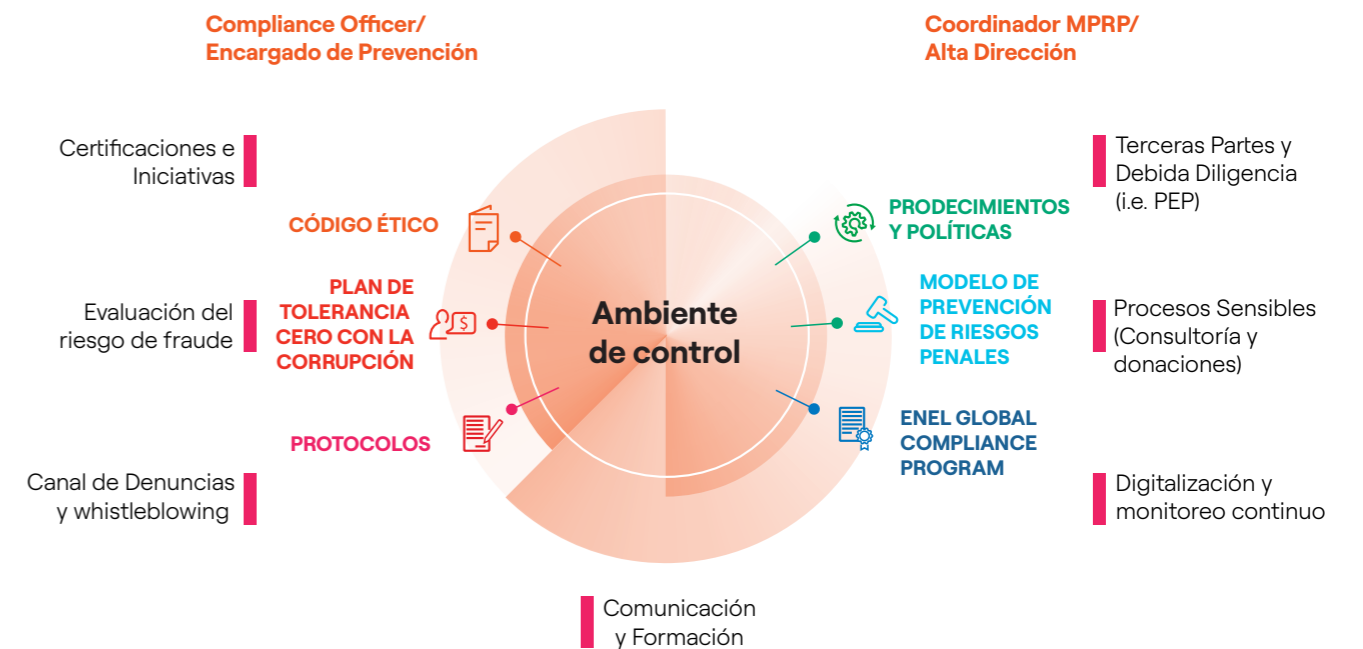 Compliance Officer/
Encargado de Prevención
Coordinador MPRP/
Alta Dirección
Certificaciones e
Iniciativas
Evaluación del
riesgo de fraude
Canal de Denuncias
y whistleblowing
CÓDIGO ÉTICO
PLAN DE
TOLERANCIA
CERO CON LA
CORRUPCIÓN
$
PROTOCOLOS
Ambiente
de control
PRODECIMIENTOS
Y POLÍTICAS
MODELO DE
PREVENCIÓN
DE RIESGOS
PENALES
ENEL GLOBAL
COMPLIANCE
PROGRAM
Terceras Partes y
Debida Diligencia
(i.e. PEP)
Procesos Sensibles
(Consultoría y
donaciones)
Digitalización y
monitoreo continuo
Comunicación
y Formación